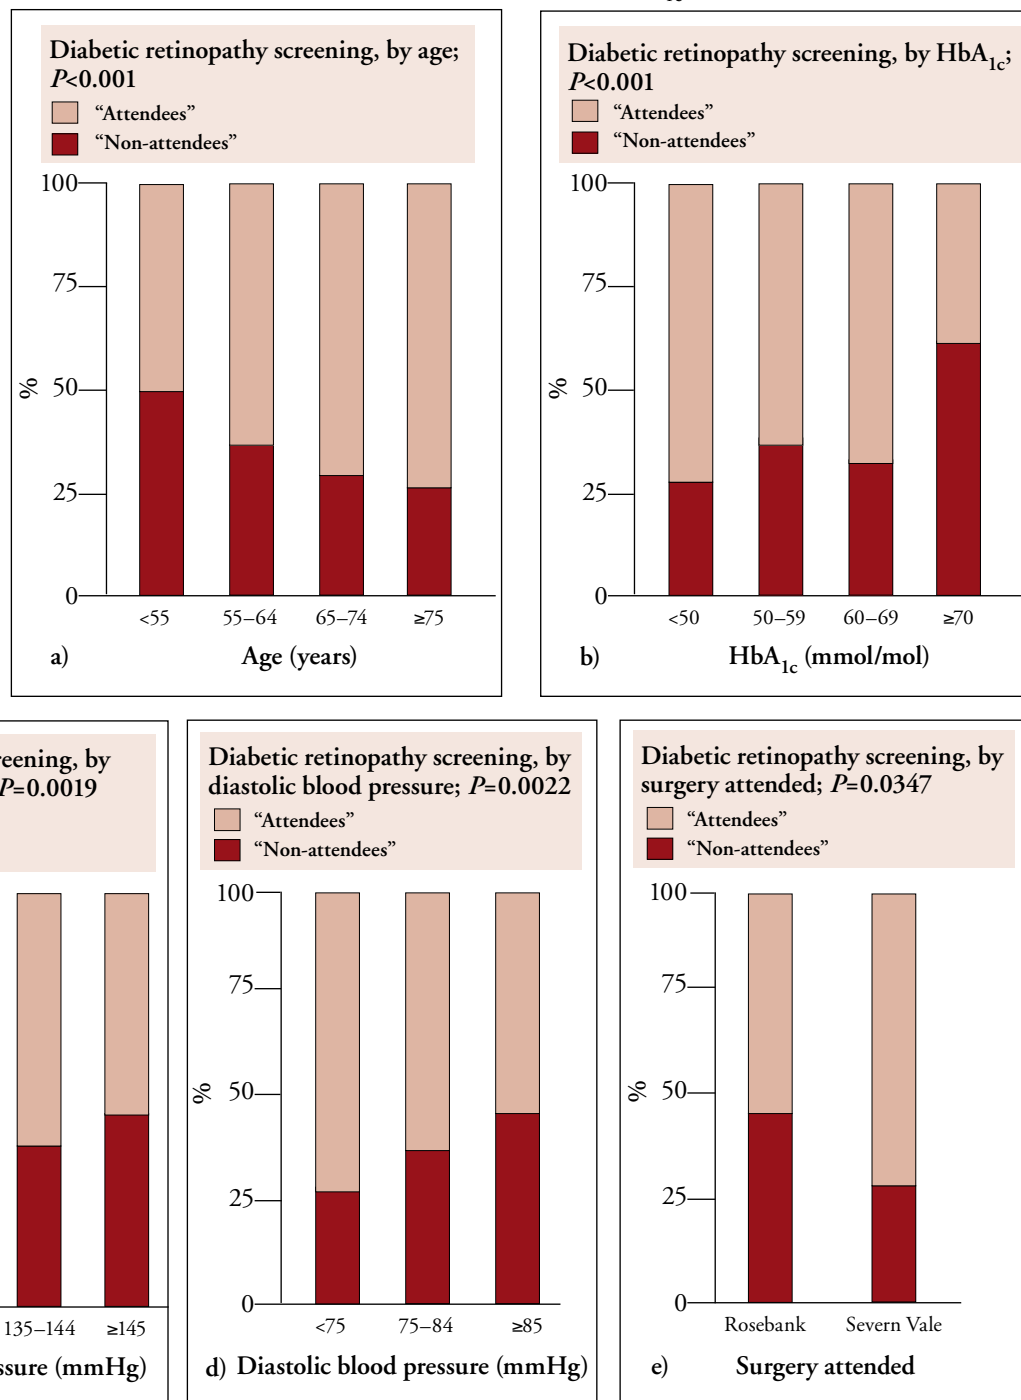 Diabetic retinopathy screening, by age;
P<0.001
“Attendees”
“Non-attendees”
100
75
50
25
0
%
<55 55–64 65–74 ≥75
a) Age (years)
Diabetic retinopathy screening, by HbA1c;
P<0.001
“Attendees”
“Non-attendees”
100
75
50
25
0
%
<50 50–59 60–69 ≥70
b) HbA1c (mmol/mol)
reening, by
P=0.0019
135–144 ≥145
ssure (mmHg)
Diabetic retinopathy screening, by
diastolic blood pressure; P=0.0022
“Attendees”
“Non-attendees”
100
75
50
25
0
%
<75 75–84 ≥85
d) Diastolic blood pressure (mmHg)
Diabetic retinopathy screening, by
surgery attended; P=0.0347
“Attendees”
“Non-attendees”
100
75
50
25
0
%
Rosebank Severn Vale
e) Surgery attended